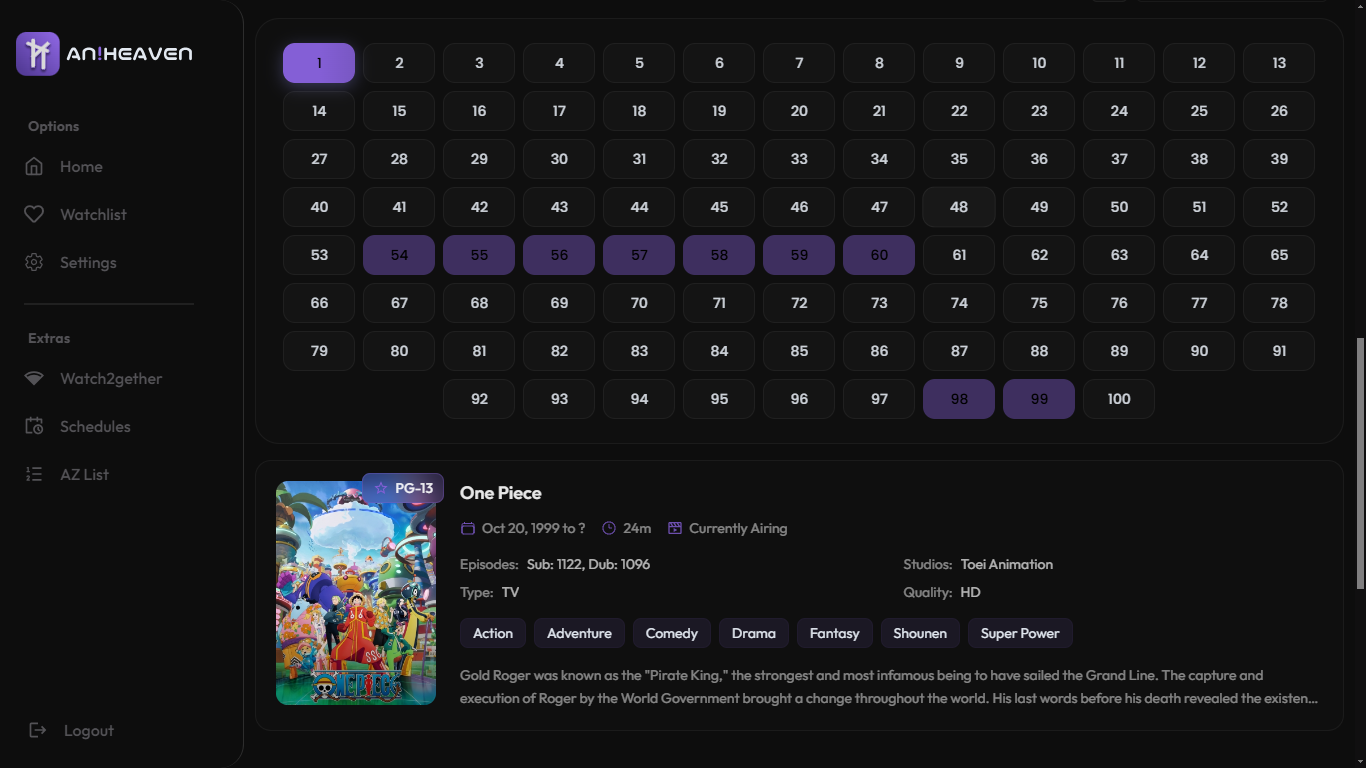 AN!HEAVEN
Options
Home
Watchlist
Settings
Extras
Watch2gether
Schedules
AZ List
Logout
1 2 3 4 5 6 7 8 9 10 11 12 13
14 15 16 17 18 19 20 21 22 23 24 25 26
27 28 29 30 31 32 33 34 35 36 37 38 39
40 41 42 43 44 45 46 47 48 49 50 51 52
53 54 55 56 57 58 59 60 61 62 63 64 65
66 67 68 69 70 71 72 73 74 75 76 77 78
79 80 81 82 83 84 85 86 87 88 89 90 91
92 93 94 95 96 97 98 99 100
PG-13
ONE PIECE
One Piece
Oct 20, 1999 to ? 24m Currently Airing
Episodes: Sub: 1122, Dub: 1096 Studios: Toei Animation
Type: TV Quality: HD
Action Adventure Comedy Drama Fantasy Shounen Super Power
Gold Roger was known as the "Pirate King," the strongest and most infamous being to have sailed the Grand Line. The capture and
execution of Roger by the World Government brought a change throughout the world. His last words before his death revealed the existen...